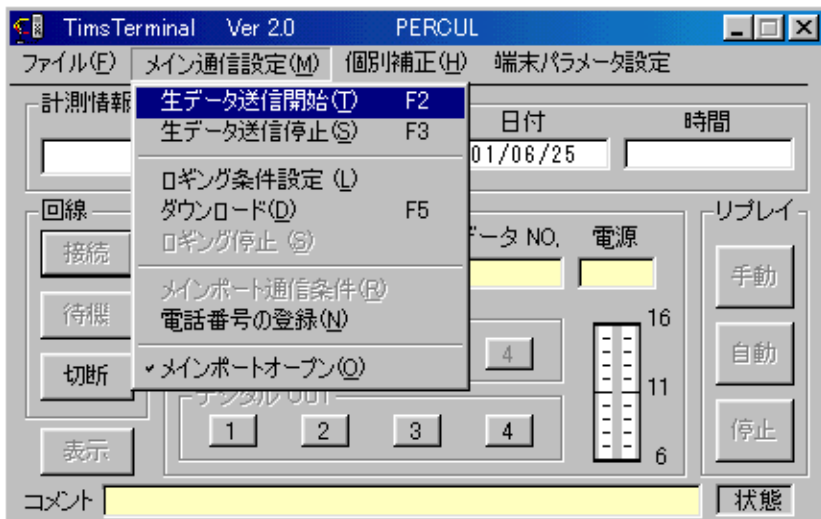 TimsTerminal Ver 2.0 PERCUL
ファイル(F) メイン通信設定(M) 個別補正(H) 端末パラメータ設定
計測情報
日付 時間
01/06/25
生データ送信開始(T) F2
生データ送信停止(S) F3
ロギング条件設定 (L)
ダウンロード(D) F5
ロギング停止 (S)
メインポート通信条件(R)
電話番号の登録(N)
メインポートオープン(O)
回線
接続
待機
切断
表示
データ NO, 電源
4
16
11
6
デジタル OUT
1 2 3 4
リプレイ
手動
自動
停止
コメント 状態